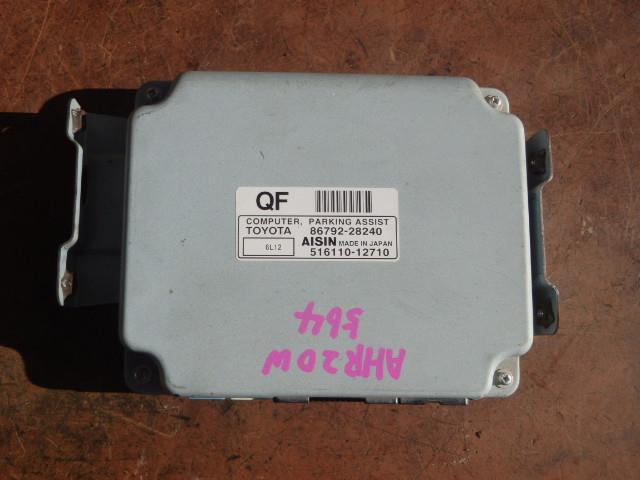 QF
COMPUTER, PARKING ASSIST
TOYOTA 86792-28240
6L12
AISIN MADE IN JAPAN
516110-12710
AHR20W
564